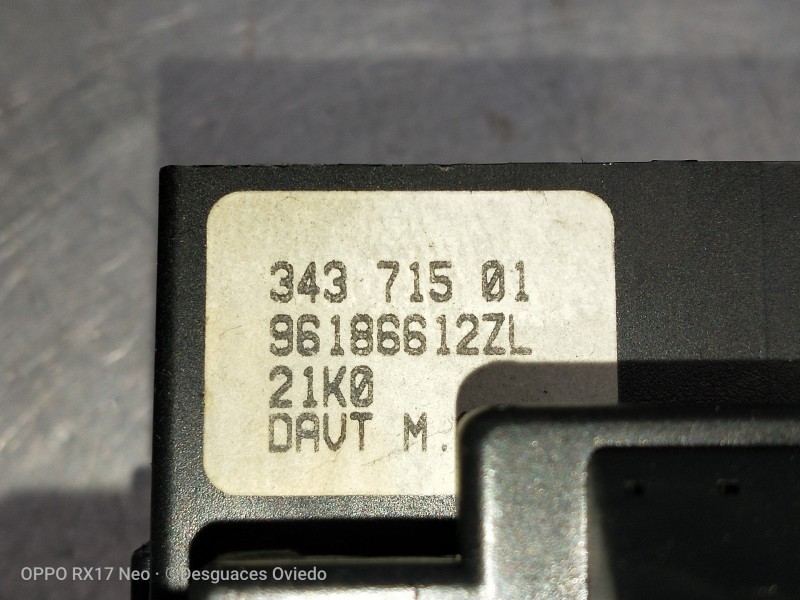 343 715 01
96186612ZL
21K0
DAVT M.
OPPO RX17 Neo · ©Desguaces Oviedo